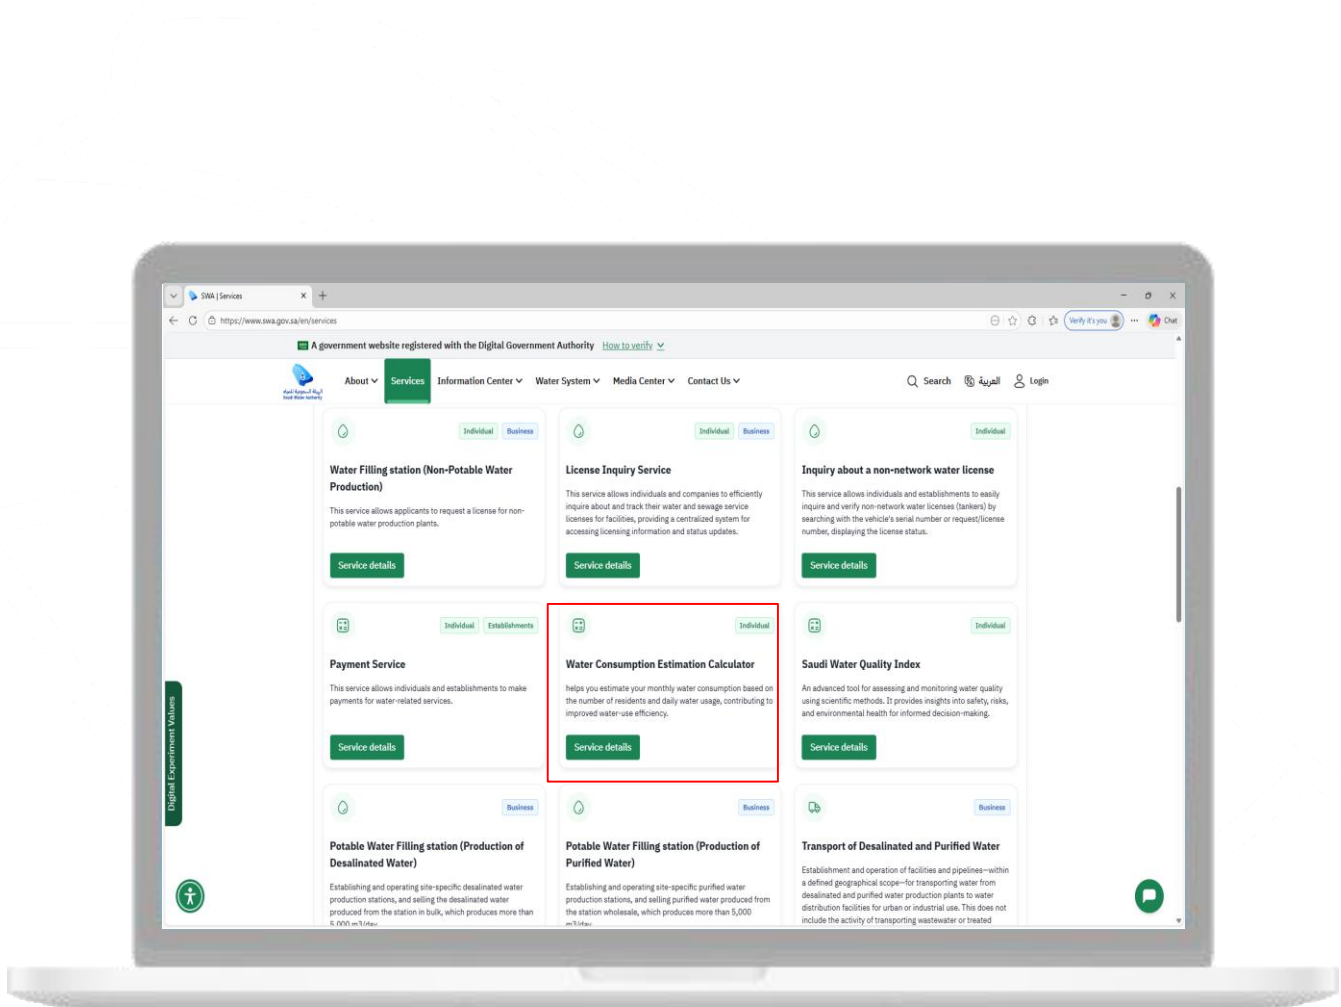 SWA | Services
https://www.swa.gov.sa/en/services
Verify it's you
Chat
A government website registered with the Digital Government Authority How to verify
الهيئة السعودية للمياه
Saudi Water Authority
About Services Information Center Water System Media Center Contact Us Search العربية Login
Individual Business
Water Filling station (Non-Potable Water
Production)
This service allows applicants to request a license for non-
potable water production plants.
Service details
Individual Business
License Inquiry Service
This service allows individuals and companies to efficiently
inquire about and track their water and sewage service
licenses for facilities, providing a centralized system for
accessing licensing information and status updates.
Service details
Individual
Inquiry about a non-network water license
This service allows individuals and establishments to easily
inquire and verify non-network water licenses (tankers) by
searching with the vehicle's serial number or request/license
number, displaying the license status.
Service details
Individual Establishments
Payment Service
This service allows individuals and establishments to make
payments for water-related services.
Service details
Individual
Water Consumption Estimation Calculator
helps you estimate your monthly water consumption based on
the number of residents and daily water usage, contributing to
improved water-use efficiency.
Service details
Individual
Saudi Water Quality Index
An advanced tool for assessing and monitoring water quality
using scientific methods. It provides insights into safety, risks,
and environmental health for informed decision-making.
Service details
Business
Potable Water Filling station (Production of
Desalinated Water)
Establishing and operating site-specific desalinated water
production stations, and selling the desalinated water
produced from the station in bulk, which produces more than
5,000 m3/day
Business
Potable Water Filling station (Production of
Purified Water)
Establishing and operating site-specific purified water
production stations, and selling purified water produced from
the station wholesale, which produces more than 5,000
m3/day
Business
Transport of Desalinated and Purified Water
Establishment and operation of facilities and pipelines—within
a defined geographical scope—for transporting water from
desalinated and purified water production plants to water
distribution facilities for urban or industrial use. This does not
include the activity of transporting wastewater or treated
Digital Experiment Values